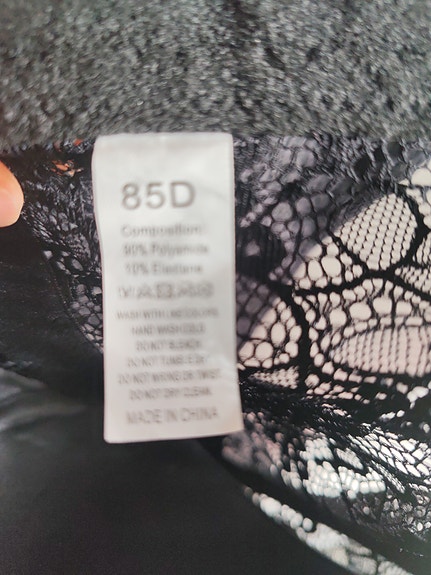 85D
Composition:
90% Polyamide
10% Elastane
WASH WITH LIKE COLORS
HAND WASH COLD
DO NOT BLEACH
DO NOT TUMBLE DRY
DO NOT WRING OR TWIST
DO NOT DRY CLEAN
MADE IN CHINA